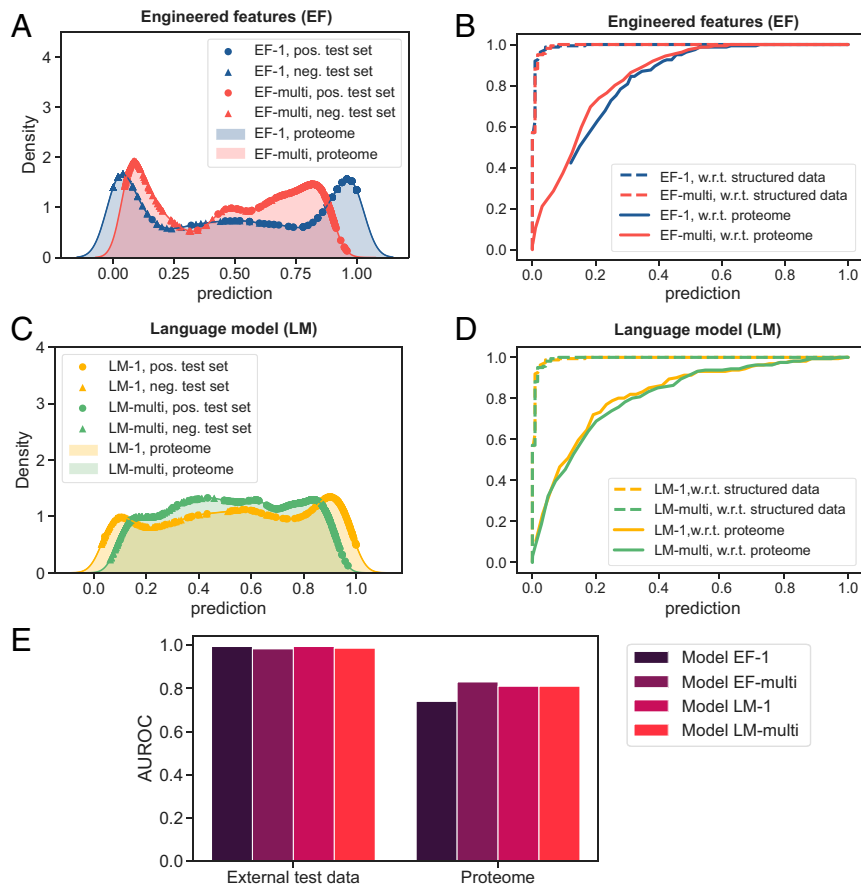 A
Engineered features (EF)
EF-1, pos. test set
EF-1, neg. test set
EF-multi, pos. test set
EF-multi, neg. test set
EF-1, proteome
EF-multi, proteome
4
3
2
1
0
Density
0.00 0.25 0.50 0.75 1.00
prediction
B
Engineered features (EF)
1.0
0.8
0.6
0.4
0.2
0.0
EF-1, w.r.t. structured data
EF-multi, w.r.t. structured data
EF-1, w.r.t. proteome
EF-multi, w.r.t. proteome
0.0 0.2 0.4 0.6 0.8 1.0
prediction
C
Language model (LM)
LM-1, pos. test set
LM-1, neg. test set
LM-multi, pos. test set
LM-multi, neg. test set
LM-1, proteome
LM-multi, proteome
4
3
2
1
0
Density
0.0 0.2 0.4 0.6 0.8 1.0
prediction
D
Language model (LM)
1.0
0.8
0.6
0.4
0.2
0.0
LM-1,w.r.t. structured data
LM-multi, w.r.t. structured data
LM-1,w.r.t. proteome
LM-multi, w.r.t. proteome
0.0 0.2 0.4 0.6 0.8 1.0
prediction
E
1.0
0.8
0.6
0.4
0.2
0.0
AUROC
External test data Proteome
Model EF-1
Model EF-multi
Model LM-1
Model LM-multi